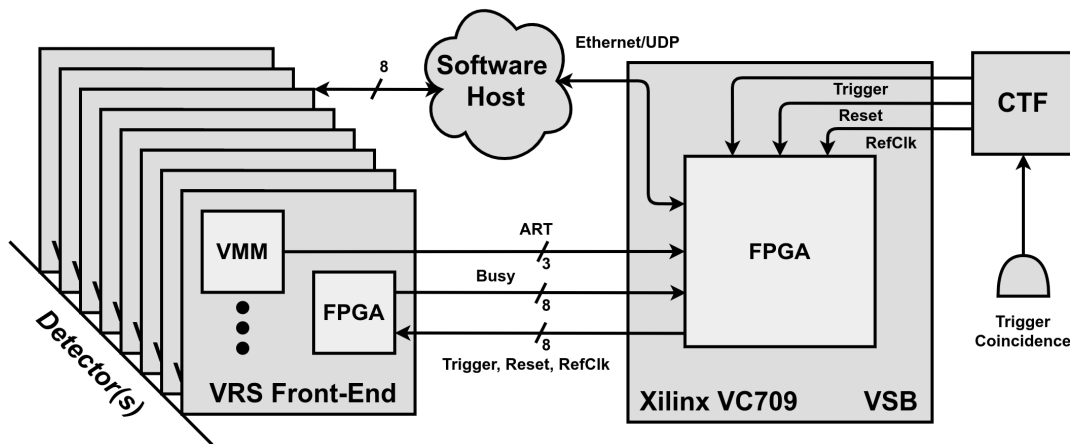 Ethernet/UDP
8
Software
Host
Trigger
Reset
RefClk
CTF
VMM
ART
3
FPGA
Busy
8
FPGA
8
Trigger, Reset, RefClk
Trigger
Coincidence
Detector(s)
VRS Front-End
Xilinx VC709
VSB